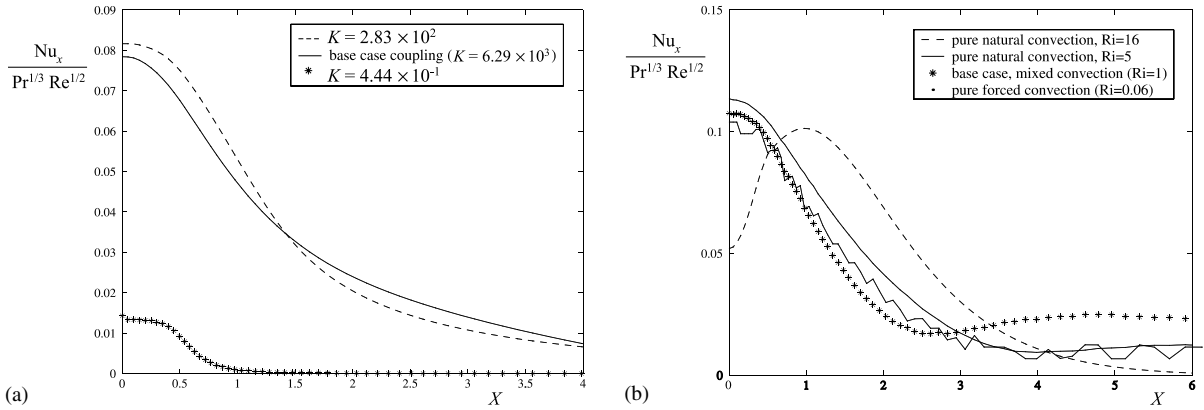 0.09
0.08
0.07
0.06
0.05
0.04
0.03
0.02
0.01
0
Nu_x
Pr^1/3 Re^1/2
K = 2.83 × 10^2
base case coupling (K = 6.29 × 10^3)
K = 4.44 × 10^-1
0 0.5 1 1.5 2 2.5 3 3.5 4
X
(a)
0.15
0.1
0.05
0
Nu_x
Pr^1/3 Re^1/2
pure natural convection, Ri=16
pure natural convection, Ri=5
base case, mixed convection (Ri=1)
pure forced convection (Ri=0.06)
0 1 2 3 4 5 6
X
(b)